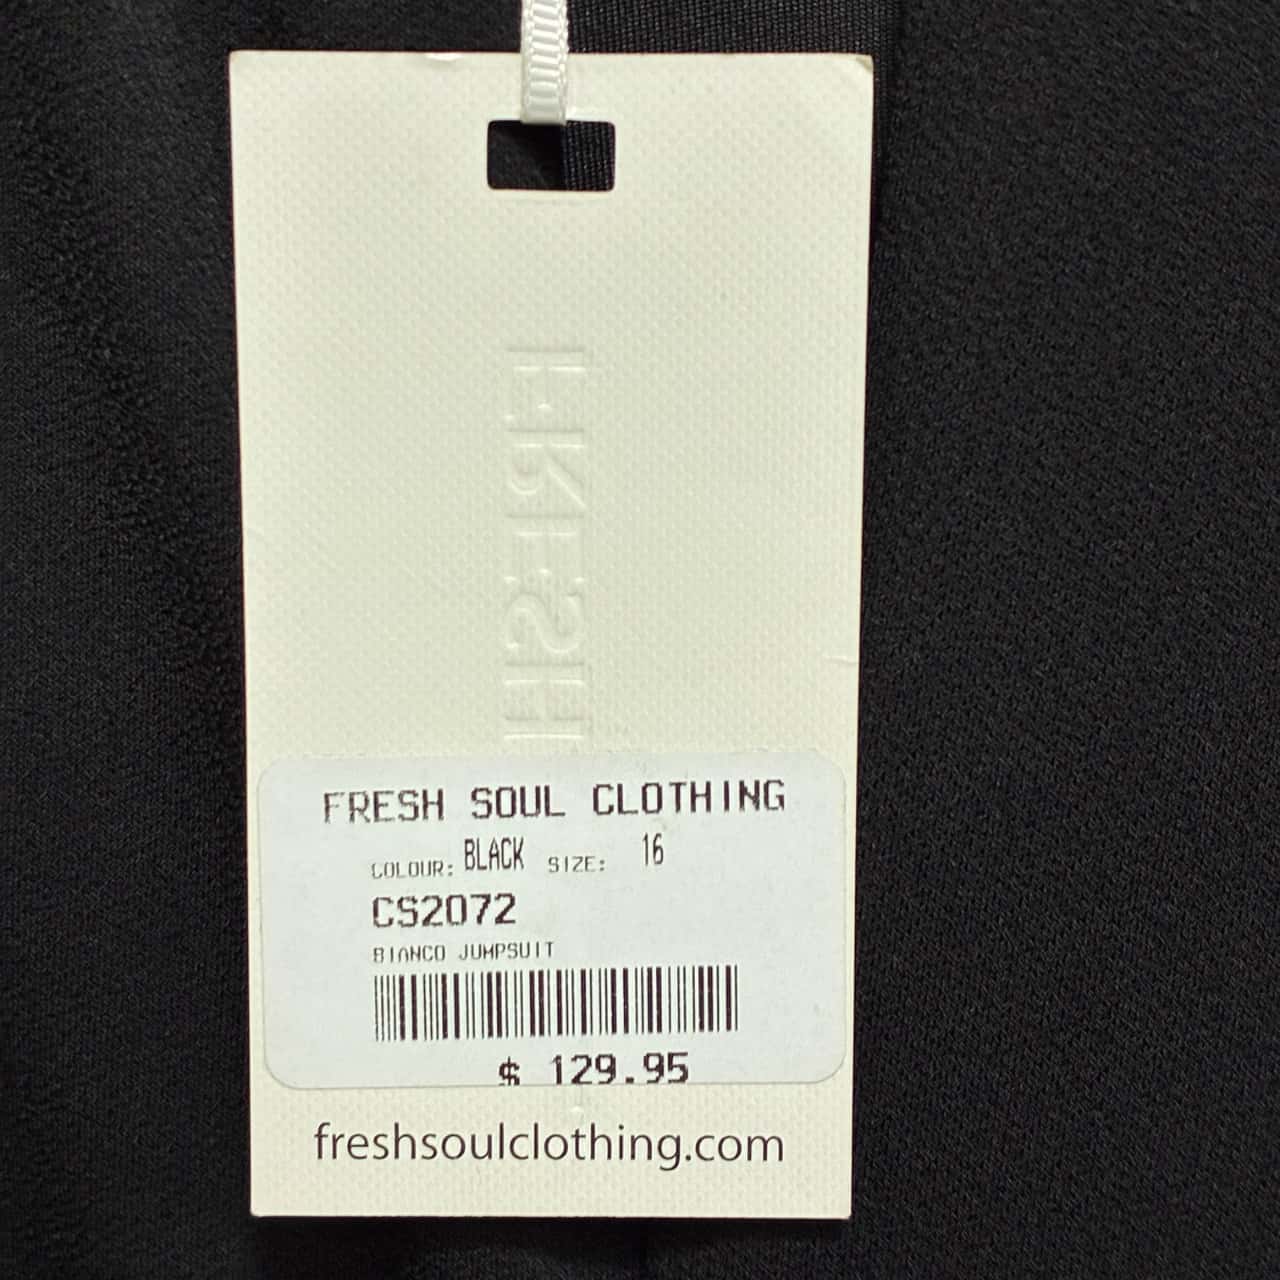 FRESH
FRESH SOUL CLOTHING
COLOUR: BLACK SIZE: 16
CS2072
BIANCO JUMPSUIT
$ 129.95
freshsoulclothing.com